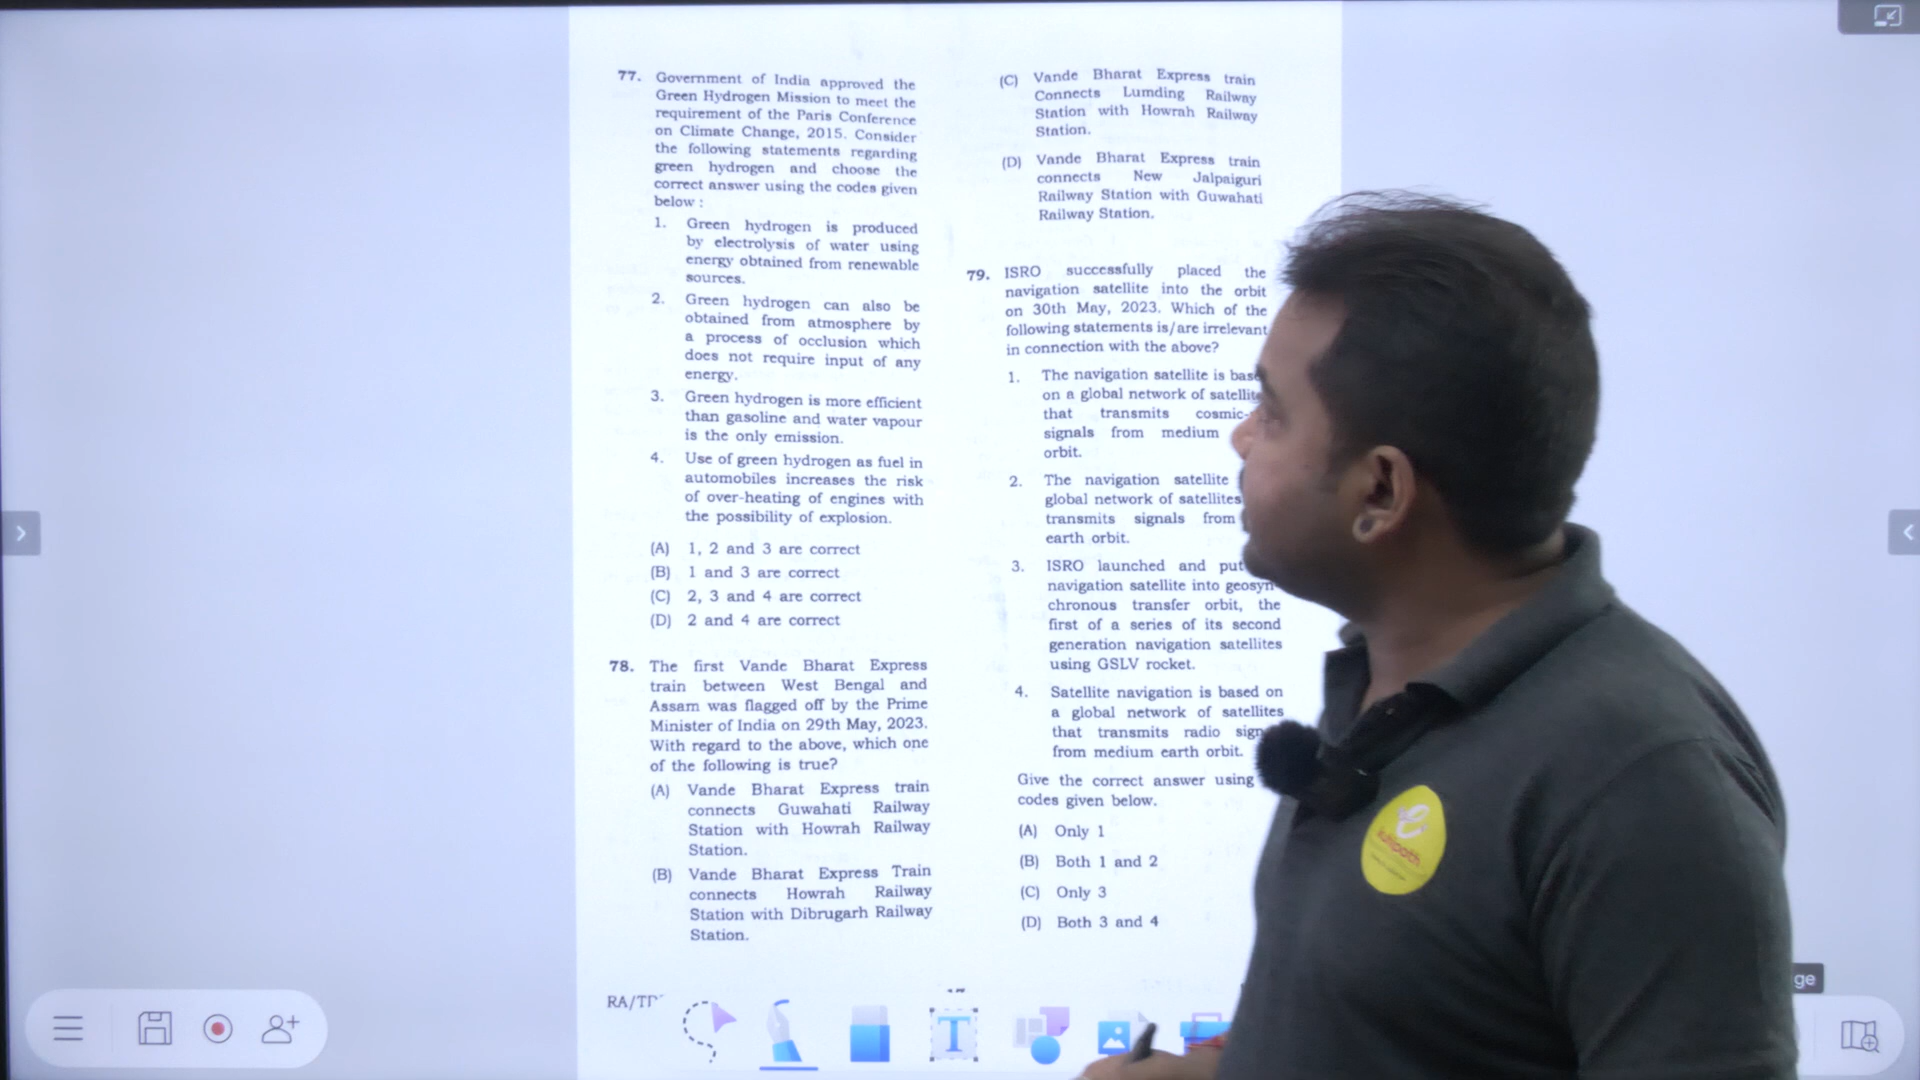 77. Government of India approved the
Green Hydrogen Mission to meet the
requirement of the Paris Conference
on Climate Change, 2015. Consider
the following statements regarding
green hydrogen and choose the
correct answer using the codes given
below :
1. Green hydrogen is produced
by electrolysis of water using
energy obtained from renewable
sources.
2. Green hydrogen can also be
obtained from atmosphere by
a process of occlusion which
does not require input of any
energy.
3. Green hydrogen is more efficient
than gasoline and water vapour
is the only emission.
4. Use of green hydrogen as fuel in
automobiles increases the risk
of over-heating of engines with
the possibility of explosion.
(A) 1, 2 and 3 are correct
(B) 1 and 3 are correct
(C) 2, 3 and 4 are correct
(D) 2 and 4 are correct
78. The first Vande Bharat Express
train between West Bengal and
Assam was flagged off by the Prime
Minister of India on 29th May, 2023.
With regard to the above, which one
of the following is true?
(A) Vande Bharat Express train
connects Guwahati Railway
Station with Howrah Railway
Station.
(B) Vande Bharat Express Train
connects Howrah Railway
Station with Dibrugarh Railway
Station.
RA/TD
(C) Vande Bharat Express train
Connects Lumding Railway
Station with Howrah Railway
Station.
(D) Vande Bharat Express train
connects New Jalpaiguri
Railway Station with Guwahati
Railway Station.
79. ISRO successfully placed the
navigation satellite into the orbit
on 30th May, 2023. Which of the
following statements is/are irrelevant
in connection with the above?
1. The navigation satellite is
on a global network of
that transmits
signals from medium
orbit.
2. The navigation satellite
global network of satellites
transmits signals from
earth orbit.
3. ISRO launched and put
navigation satellite into geosyn-
chronous transfer orbit, the
first of a series of its second
generation navigation satellites
using GSLV rocket.
4. Satellite navigation is based on
a global network of satellites
that transmits radio
from medium earth orbit.
Give the correct answer using
codes given below.
(A) Only 1
(B) Both 1 and 2
(C) Only 3
(D) Both 3 and 4
T